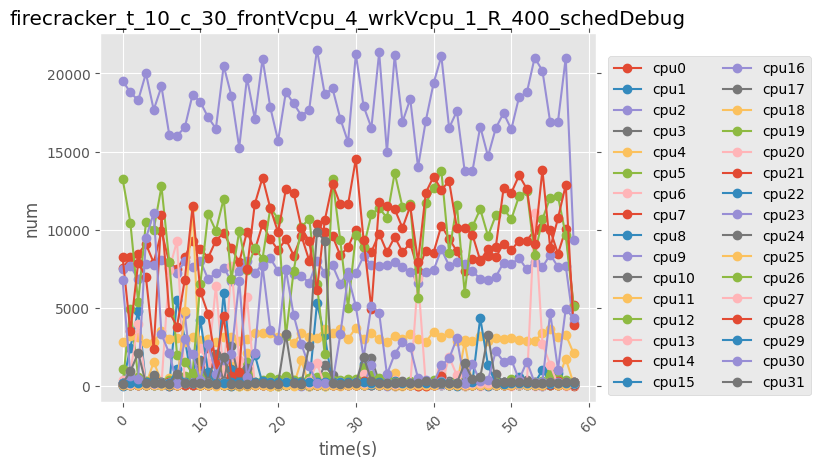 firecracker_t_10_c_30_frontVcpu_4_wrkVcpu_1_R_400_schedDebug
20000
15000
10000
5000
0
num
0 10 20 30 40 50 60
time(s)
cpu0 cpu16
cpu1 cpu17
cpu2 cpu18
cpu3 cpu19
cpu4 cpu20
cpu5 cpu21
cpu6 cpu22
cpu7 cpu23
cpu8 cpu24
cpu9 cpu25
cpu10 cpu26
cpu11 cpu27
cpu12 cpu28
cpu13 cpu29
cpu14 cpu30
cpu15 cpu31